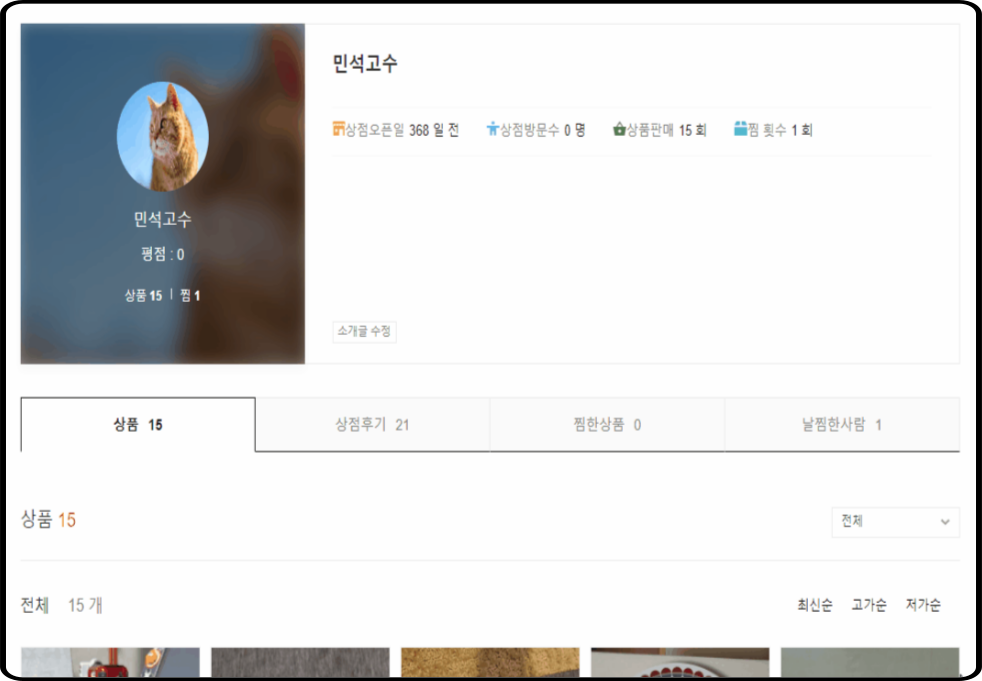 민석고수
평점 : 0
상품 15 | 찜 1
민석고수
상점오픈일 368 일 전 상점방문수 0 명 상품판매 15 회 찜 횟수 1 회
소개글 수정
상품 15 상점후기 21 찜한상품 0 날찜한사람 1
상품 15
전체
전체 15 개
최신순 고가순 저가순